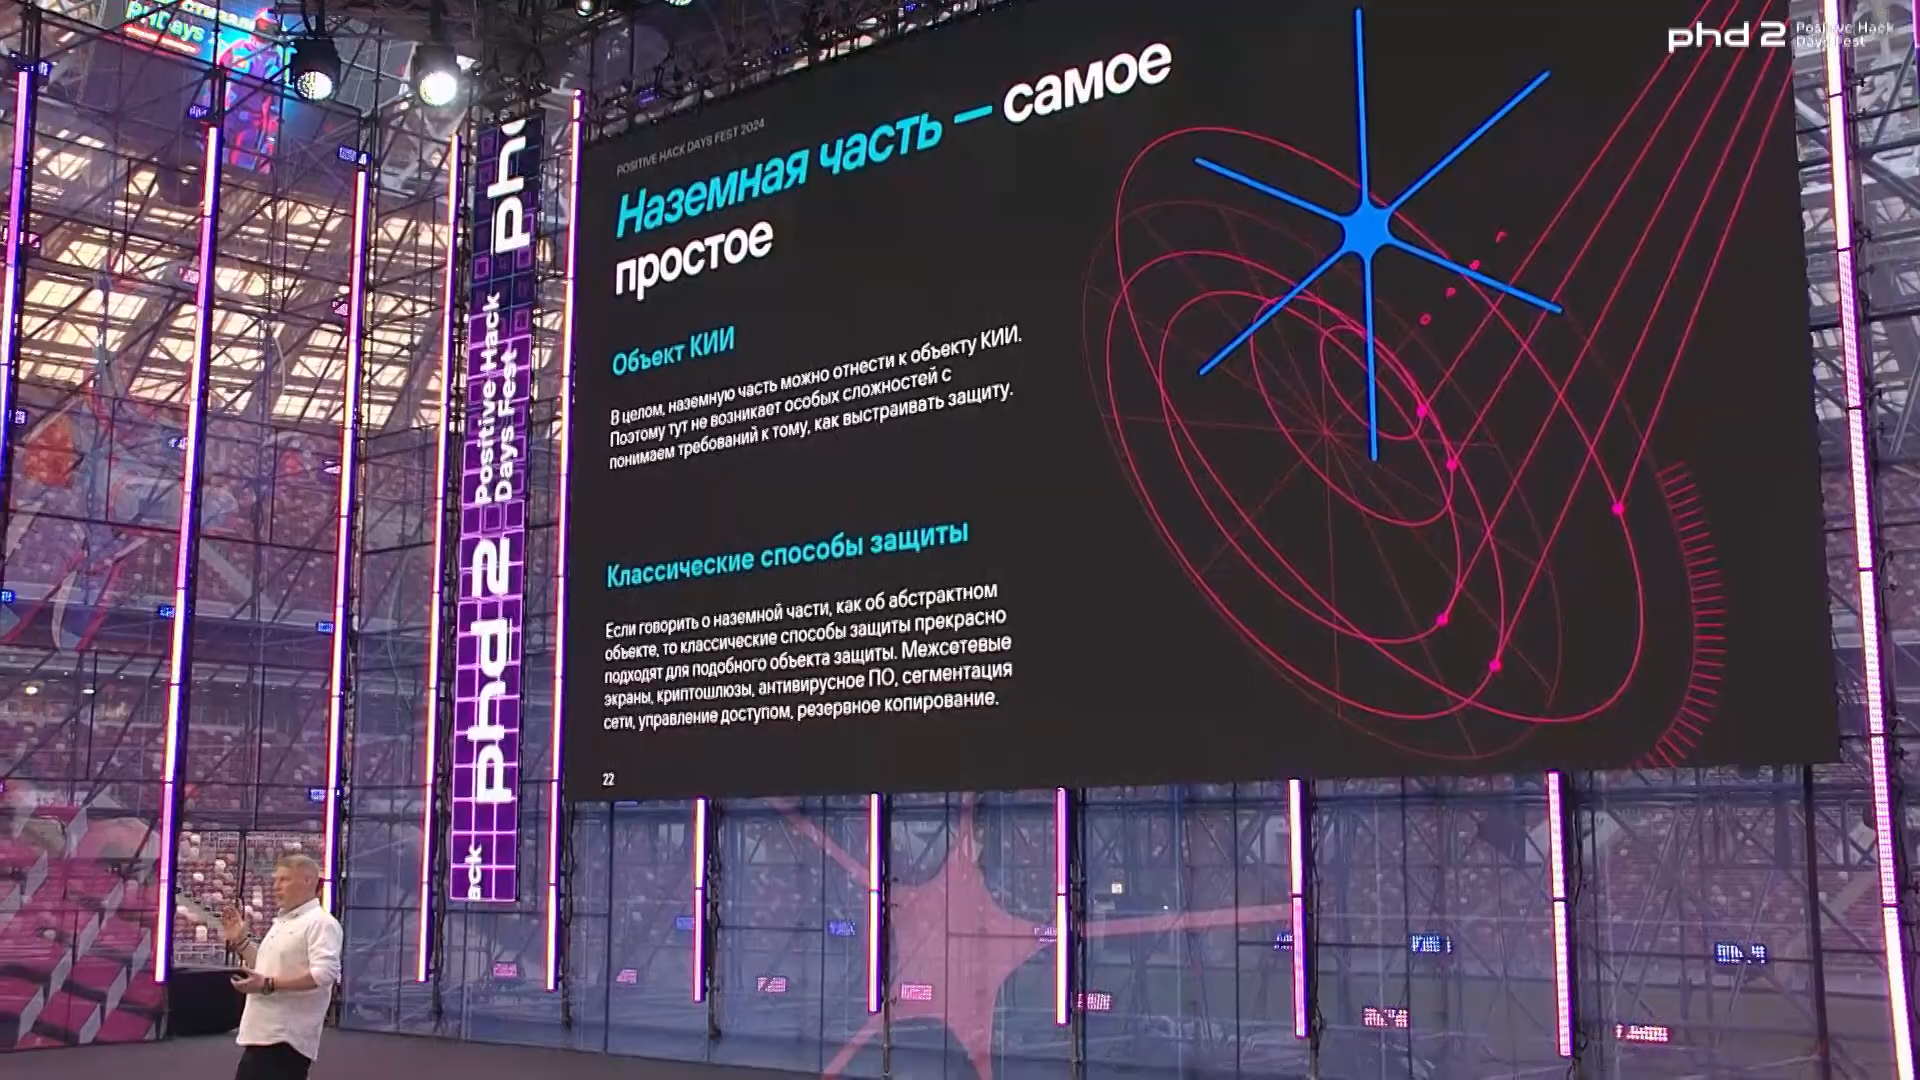 phd 2
Positive Hack
Days Fest
POSITIVE HACK DAYS FEST 2024
Наземная часть — самое
простое
Объект КИИ
В целом, наземную часть можно отнести к объекту КИИ.
Поэтому тут не возникает особых сложностей с
понимаем требований к тому, как выстраивать защиту.
Классические способы защиты
Если говорить о наземной части, как об абстрактном
объекте, то классические способы защиты прекрасно
подходят для подобного объекта защиты. Межсетевые
экраны, криптошлюзы, антивирусное ПО, сегментация
сети, управление доступом, резервное копирование.
22
phd 2
Positive Hack
Days Fest
PHDays